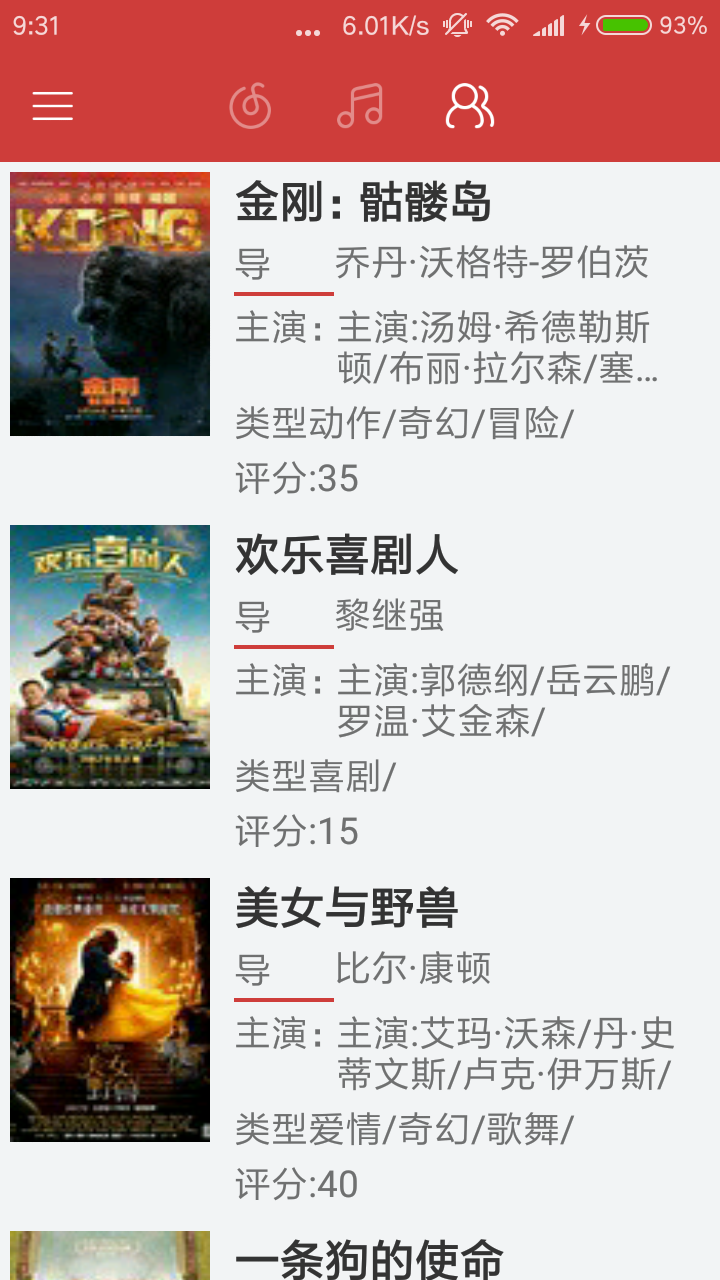 9:31
... 6.01K/s 93%
KONG
金刚
金刚：骷髅岛
导 乔丹·沃格特-罗伯茨
主演： 主演:汤姆·希德勒斯
顿/布丽·拉尔森/塞...
类型动作/奇幻/冒险/
评分:35
欢乐喜剧人
欢乐喜剧人
导 黎继强
主演： 主演:郭德纲/岳云鹏/
罗温·艾金森/
类型喜剧/
评分:15
美女与野兽
导 比尔·康顿
主演： 主演:艾玛·沃森/丹·史
蒂文斯/卢克·伊万斯/
类型爱情/奇幻/歌舞/
评分:40
一条狗的使命